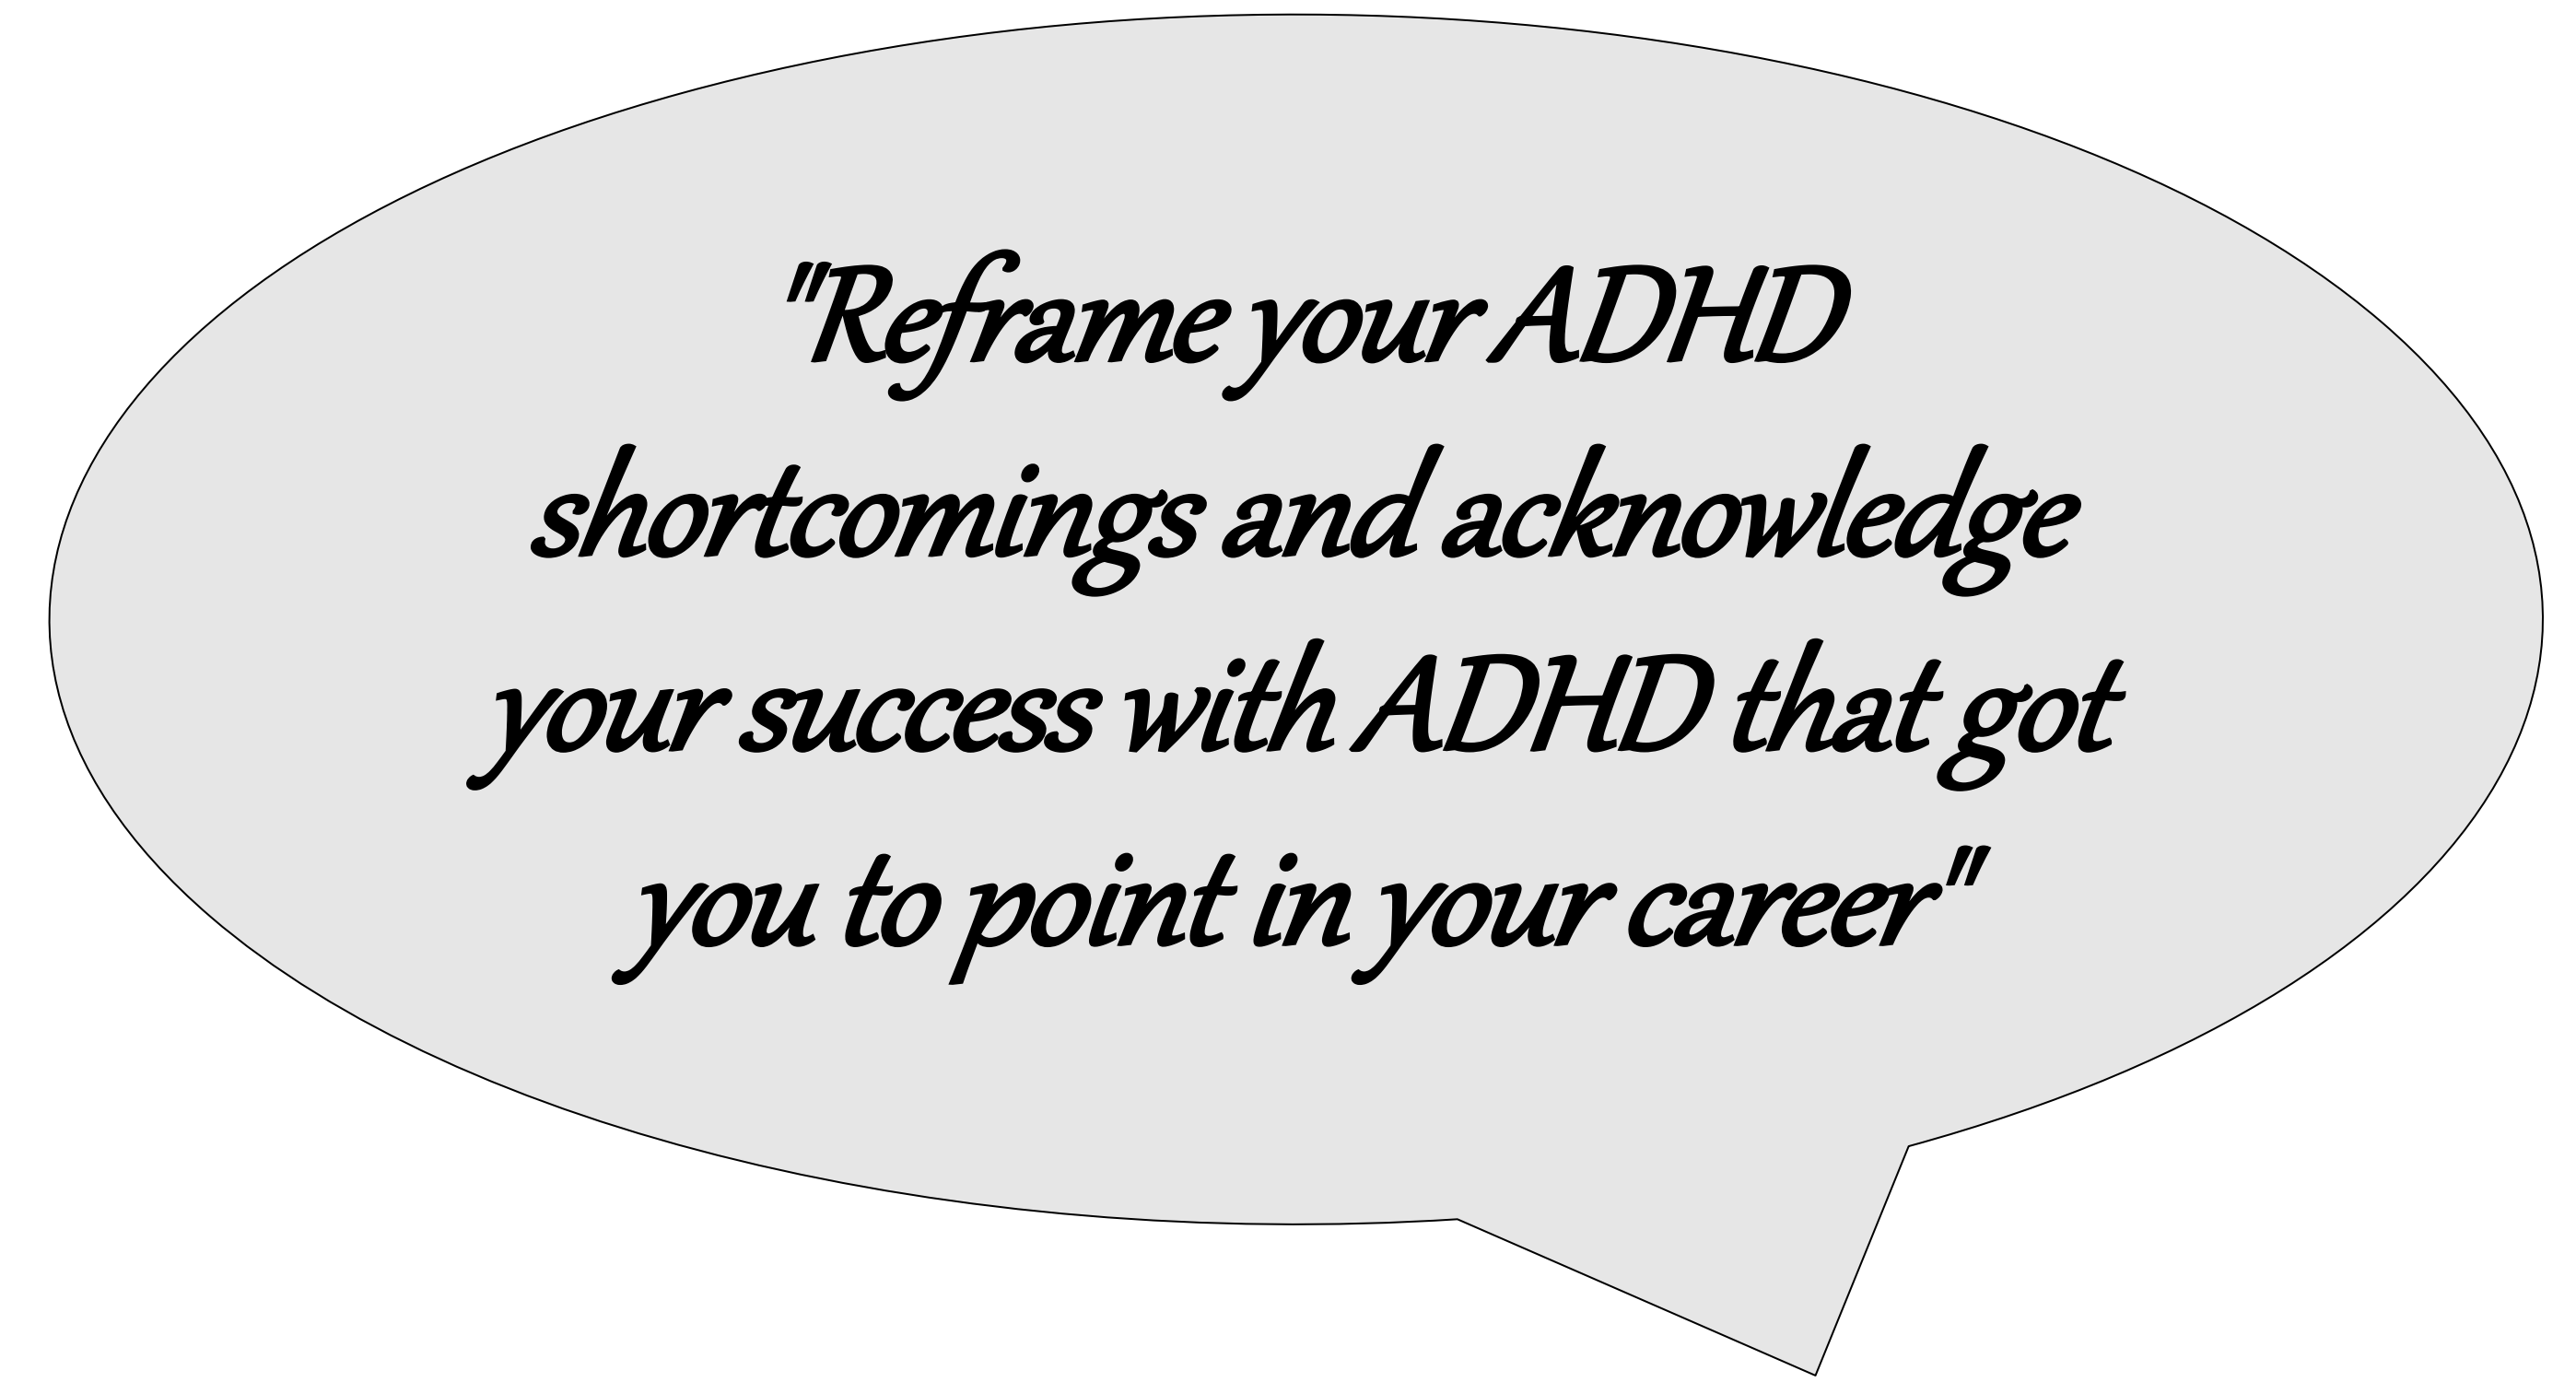 "Reframe your ADHD
shortcomings and acknowledge
your success with ADHD that got
you to point in your career"